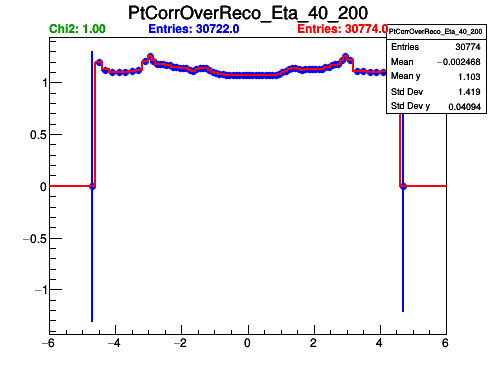 PtCorrOverReco_Eta_40_200
Chi2: 1.00 Entries: 30722.0 Entries: 30774.0
PtCorrOverReco_Eta_40_200
Entries 30774
Mean −0.002468
Mean y 1.103
Std Dev 1.419
Std Dev y 0.04094
1
0.5
0
−0.5
−1
−6 −4 −2 0 2 4 6